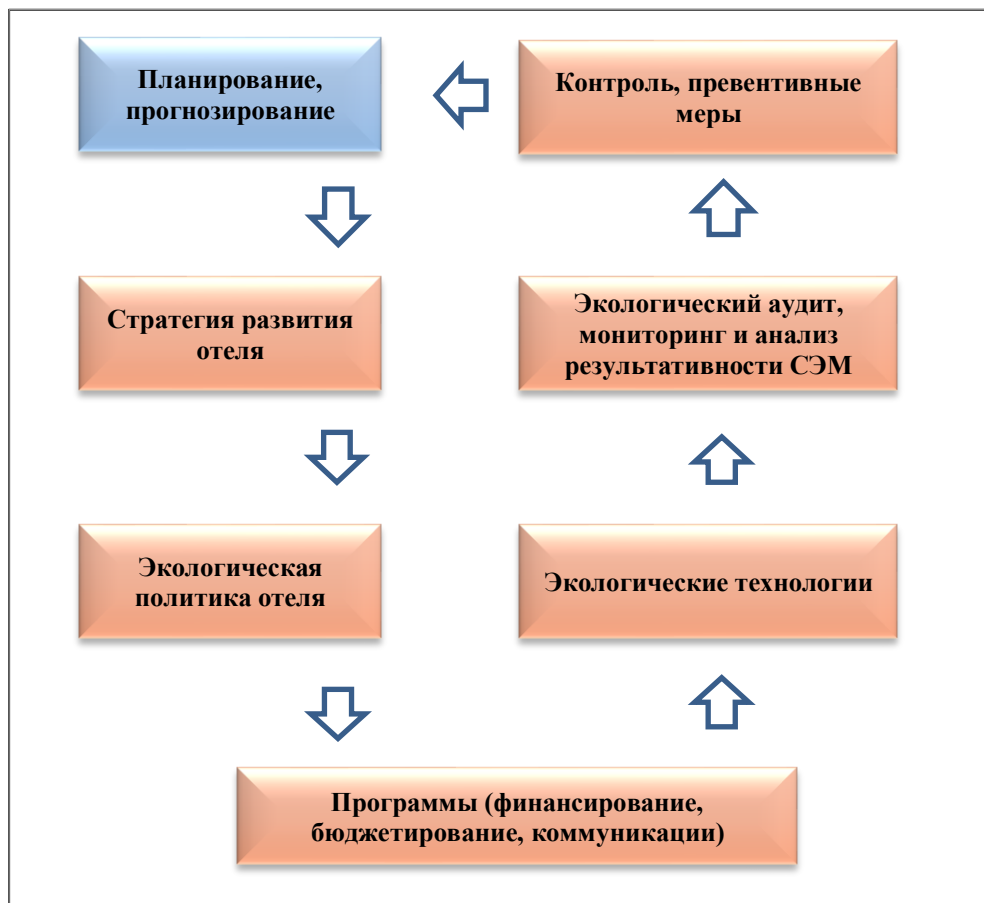 Планирование,
прогнозирование
Контроль, превентивные
меры
Стратегия развития
отеля
Экологический аудит,
мониторинг и анализ
результативности СЭМ
Экологическая
политика отеля
Экологические технологии
Программы (финансирование,
бюджетирование, коммуникации)